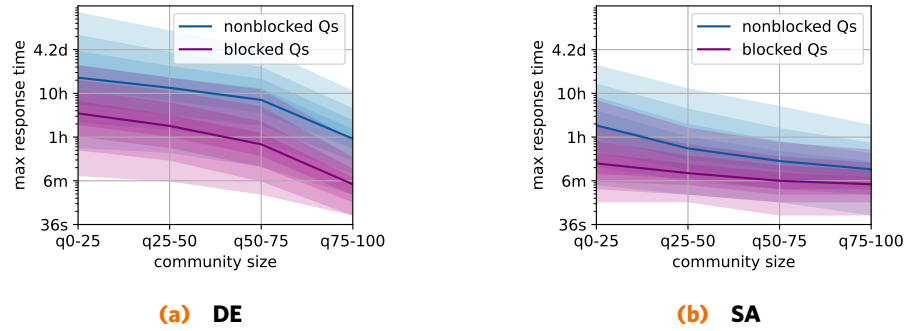 max response time
4.2d
10h
1h
6m
36s
nonblocked Qs
blocked Qs
q0-25 q25-50 q50-75 q75-100
community size
(a) DE
max response time
4.2d
10h
1h
6m
36s
nonblocked Qs
blocked Qs
q0-25 q25-50 q50-75 q75-100
community size
(b) SA